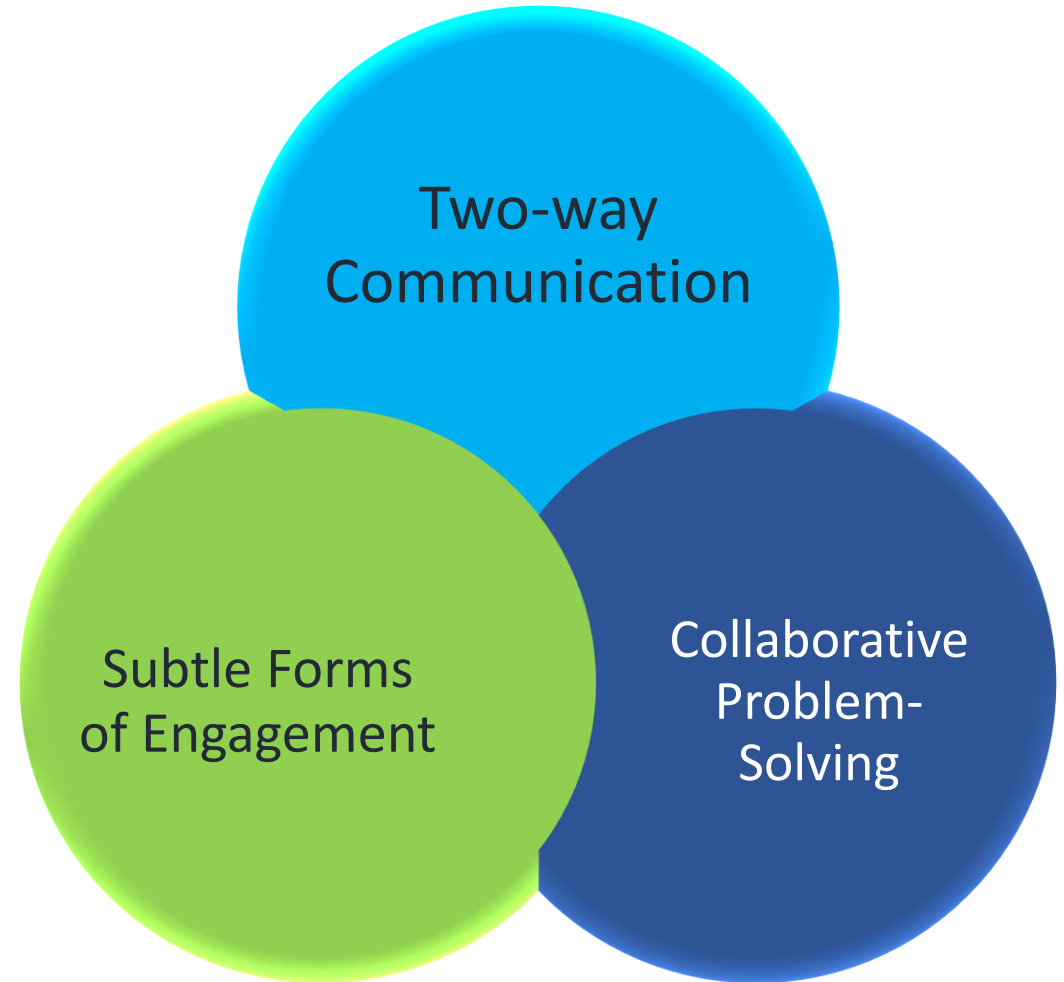 Two-way
Communication
Subtle Forms
of Engagement
Collaborative
Problem-
Solving